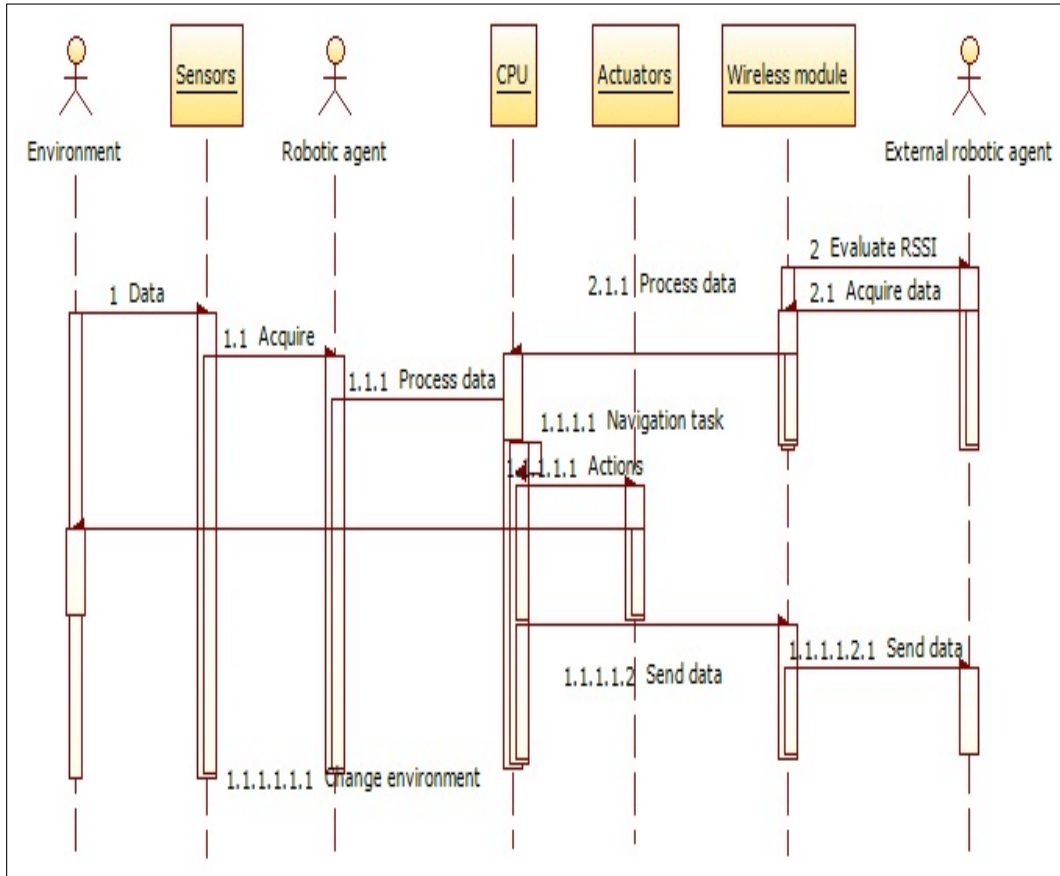 Sensors
CPU
Actuators
Wireless module
Environment
Robotic agent
External robotic agent
2 Evaluate RSSI
2.1.1 Process data
2.1 Acquire data
1 Data
1.1 Acquire
1.1.1 Process data
1.1.1.1 Navigation task
1.1.1.1.1 Actions
1.1.1.1.2.1 Send data
1.1.1.1.2 Send data
1.1.1.1.1.1 Change environment